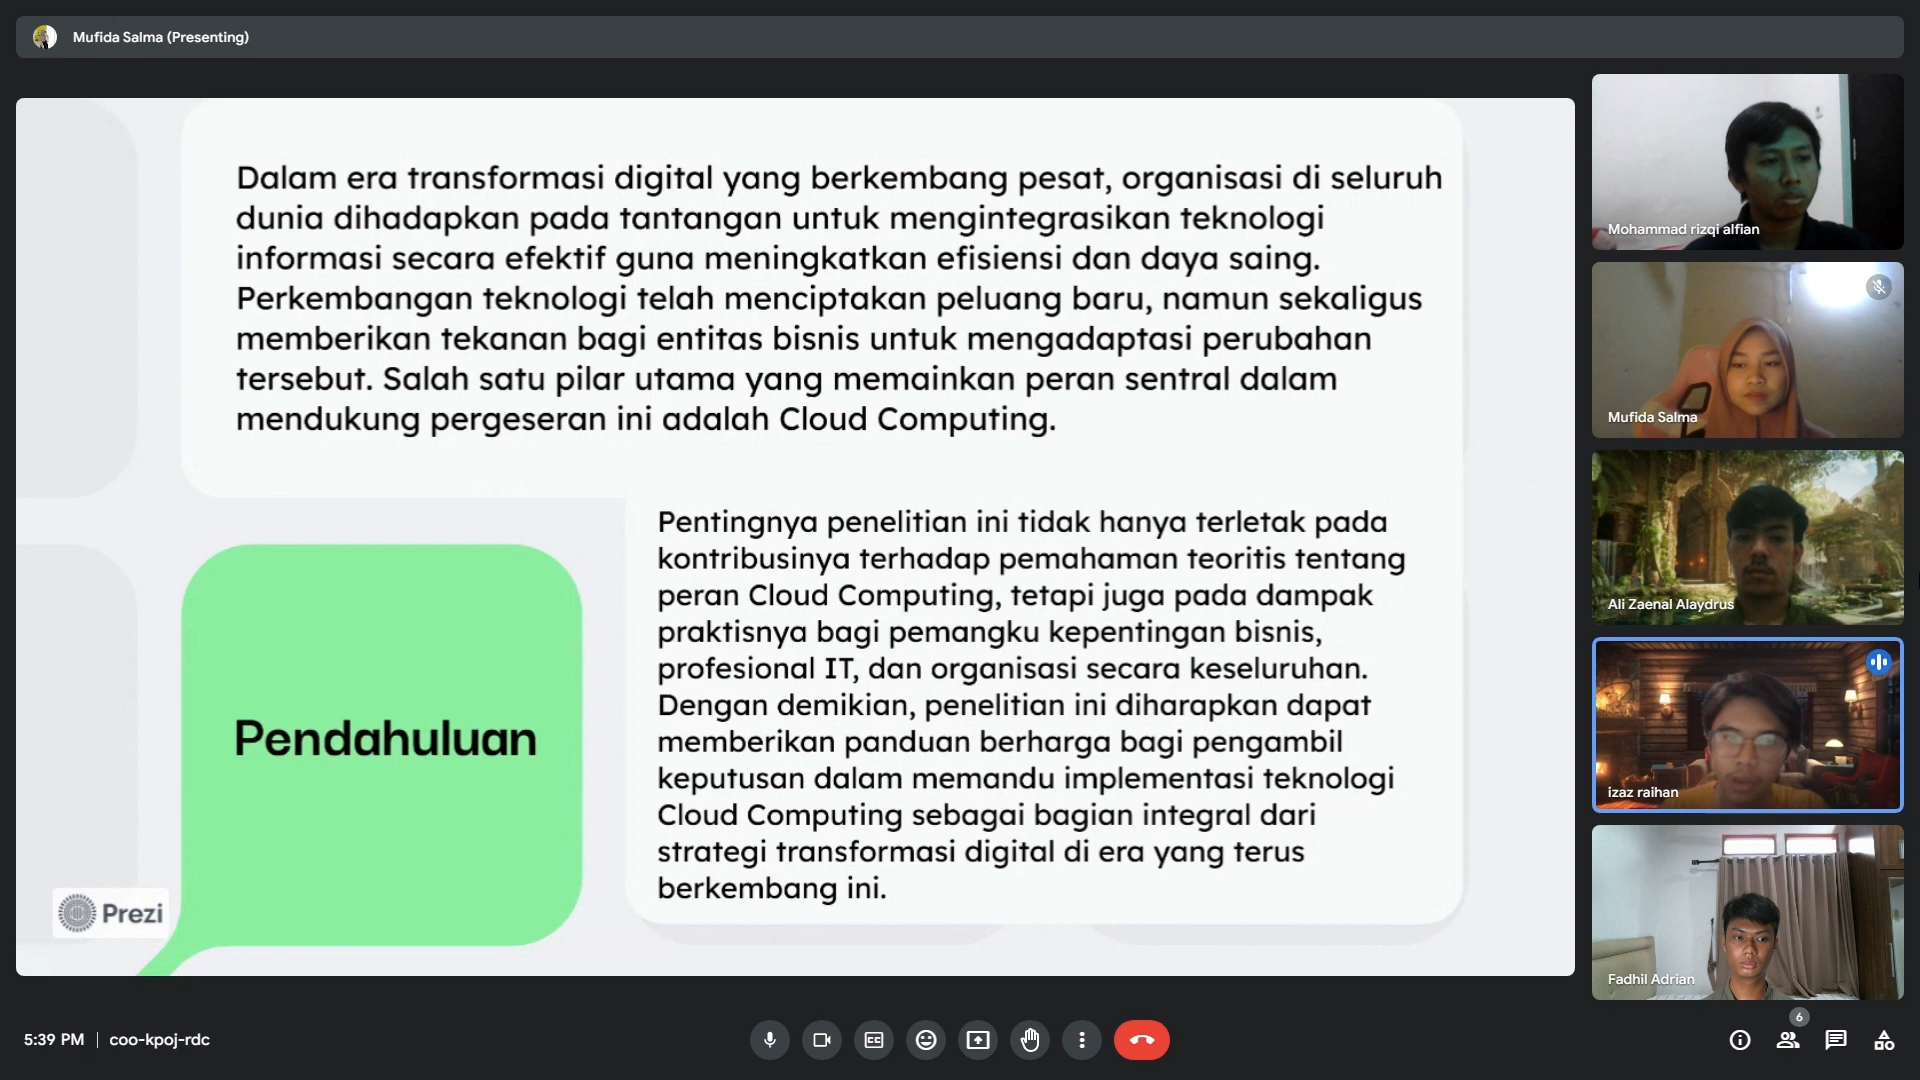 Mufida Salma (Presenting)
Dalam era transformasi digital yang berkembang pesat, organisasi di seluruh
dunia dihadapkan pada tantangan untuk mengintegrasikan teknologi
informasi secara efektif guna meningkatkan efisiensi dan daya saing.
Perkembangan teknologi telah menciptakan peluang baru, namun sekaligus
memberikan tekanan bagi entitas bisnis untuk mengadaptasi perubahan
tersebut. Salah satu pilar utama yang memainkan peran sentral dalam
mendukung pergeseran ini adalah Cloud Computing.
Pentingnya penelitian ini tidak hanya terletak pada
kontribusinya terhadap pemahaman teoritis tentang
peran Cloud Computing, tetapi juga pada dampak
praktisnya bagi pemangku kepentingan bisnis,
profesional IT, dan organisasi secara keseluruhan.
Dengan demikian, penelitian ini diharapkan dapat
memberikan panduan berharga bagi pengambil
keputusan dalam memandu implementasi teknologi
Cloud Computing sebagai bagian integral dari
strategi transformasi digital di era yang terus
berkembang ini.
Pendahuluan
Prezi
Mohammad rizqi alfian
Mufida Salma
Ali Zaenal Alaydrus
izaz raihan
Fadhil Adrian
5:39 PM | coo-kpoj-rdc
CC
6